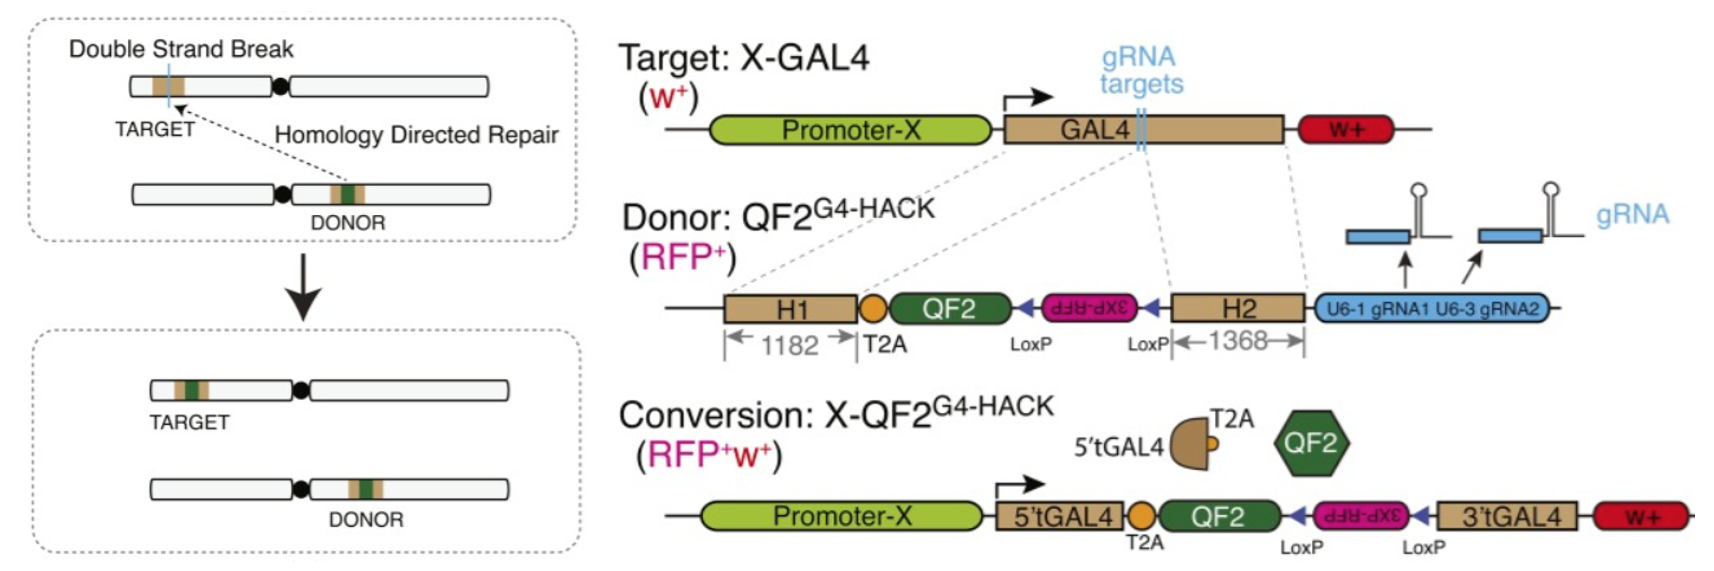 Double Strand Break
TARGET
Homology Directed Repair
DONOR
TARGET
DONOR
Target: X-GAL4
(w⁺)
gRNA
targets
Promoter-X
GAL4
w+
Donor: QF2^G4-HACK
(RFP⁺)
gRNA
H1
QF2
3XP-RFP
H2
U6-1 gRNA1 U6-3 gRNA2
1182
T2A
LoxP
LoxP
1368
Conversion: X-QF2^G4-HACK
(RFP⁺w⁺)
5'tGAL4
T2A
QF2
Promoter-X
5'tGAL4
QF2
3XP-RFP
3'tGAL4
w+
T2A
LoxP
LoxP